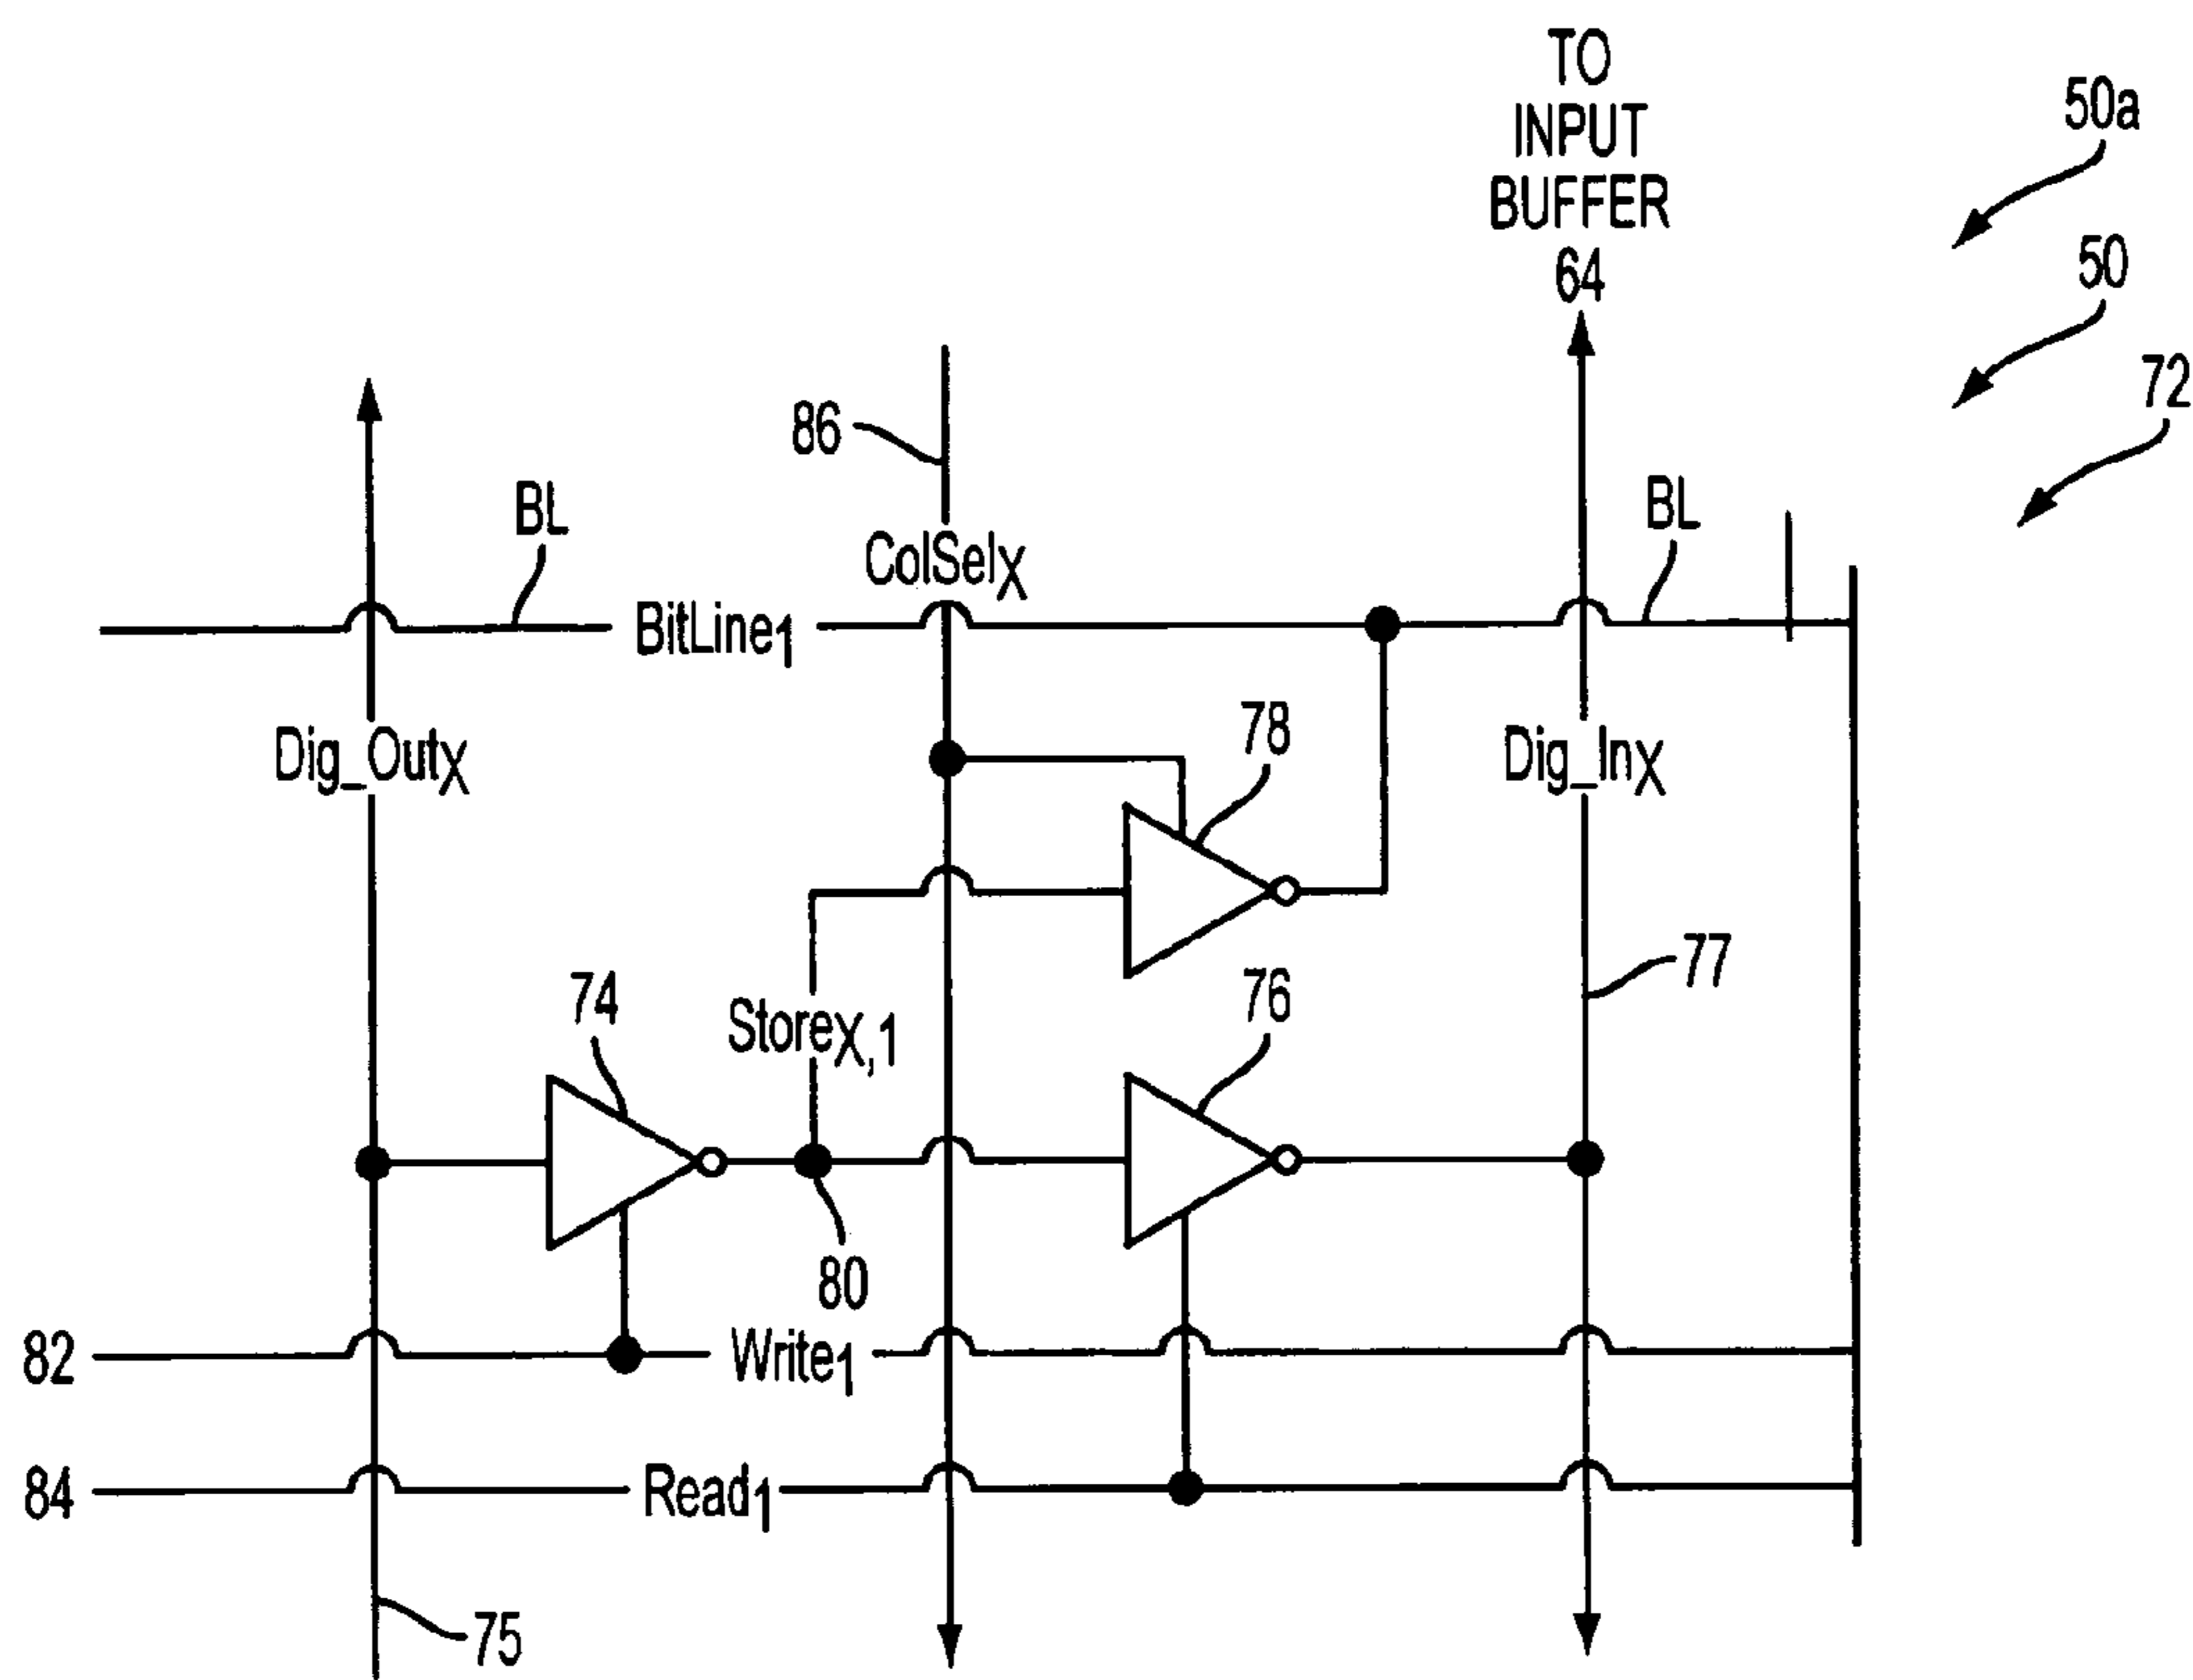 TO
INPUT
BUFFER
64
50a
50
72
86
BL
BL
ColSelX
BitLine1
Dig_OutX
78
Dig_InX
77
74
StoreX,1
76
80
82
Write1
84
Read1
75